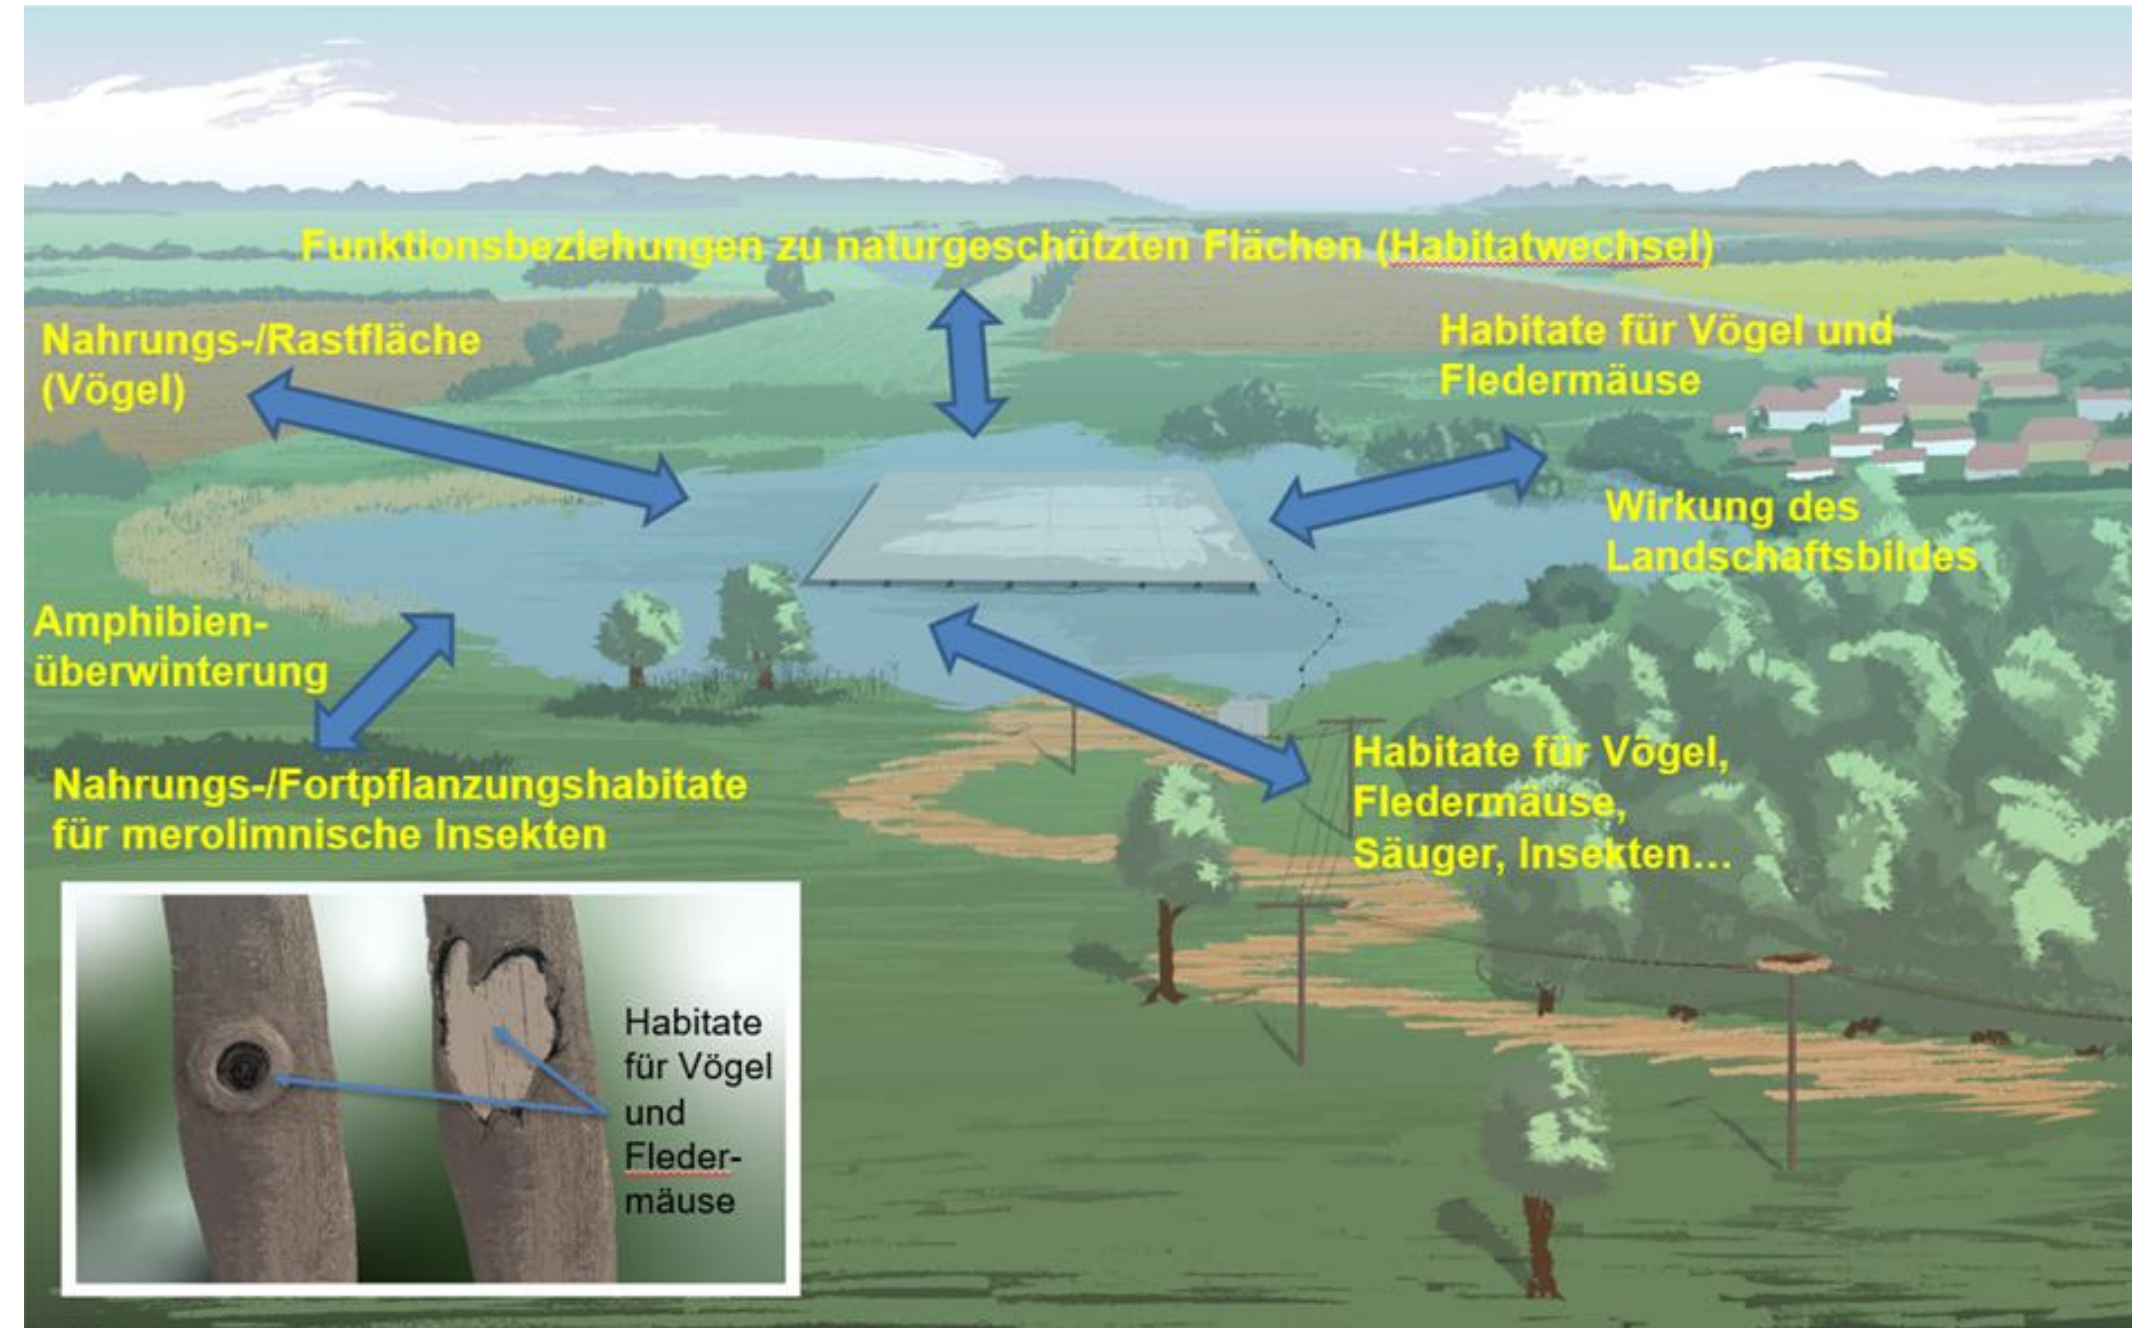 Funktionsbeziehungen zu naturgeschützten Flächen (Habitatwechsel)
Nahrungs-/Rastfläche
(Vögel)
Habitate für Vögel und
Fledermäuse
Wirkung des
Landschaftsbildes
Amphibien-
überwinterung
Nahrungs-/Fortpflanzungshabitate
für merolimnische Insekten
Habitate für Vögel,
Fledermäuse,
Säuger, Insekten...
Habitate
für Vögel
und
Fleder-
mäuse